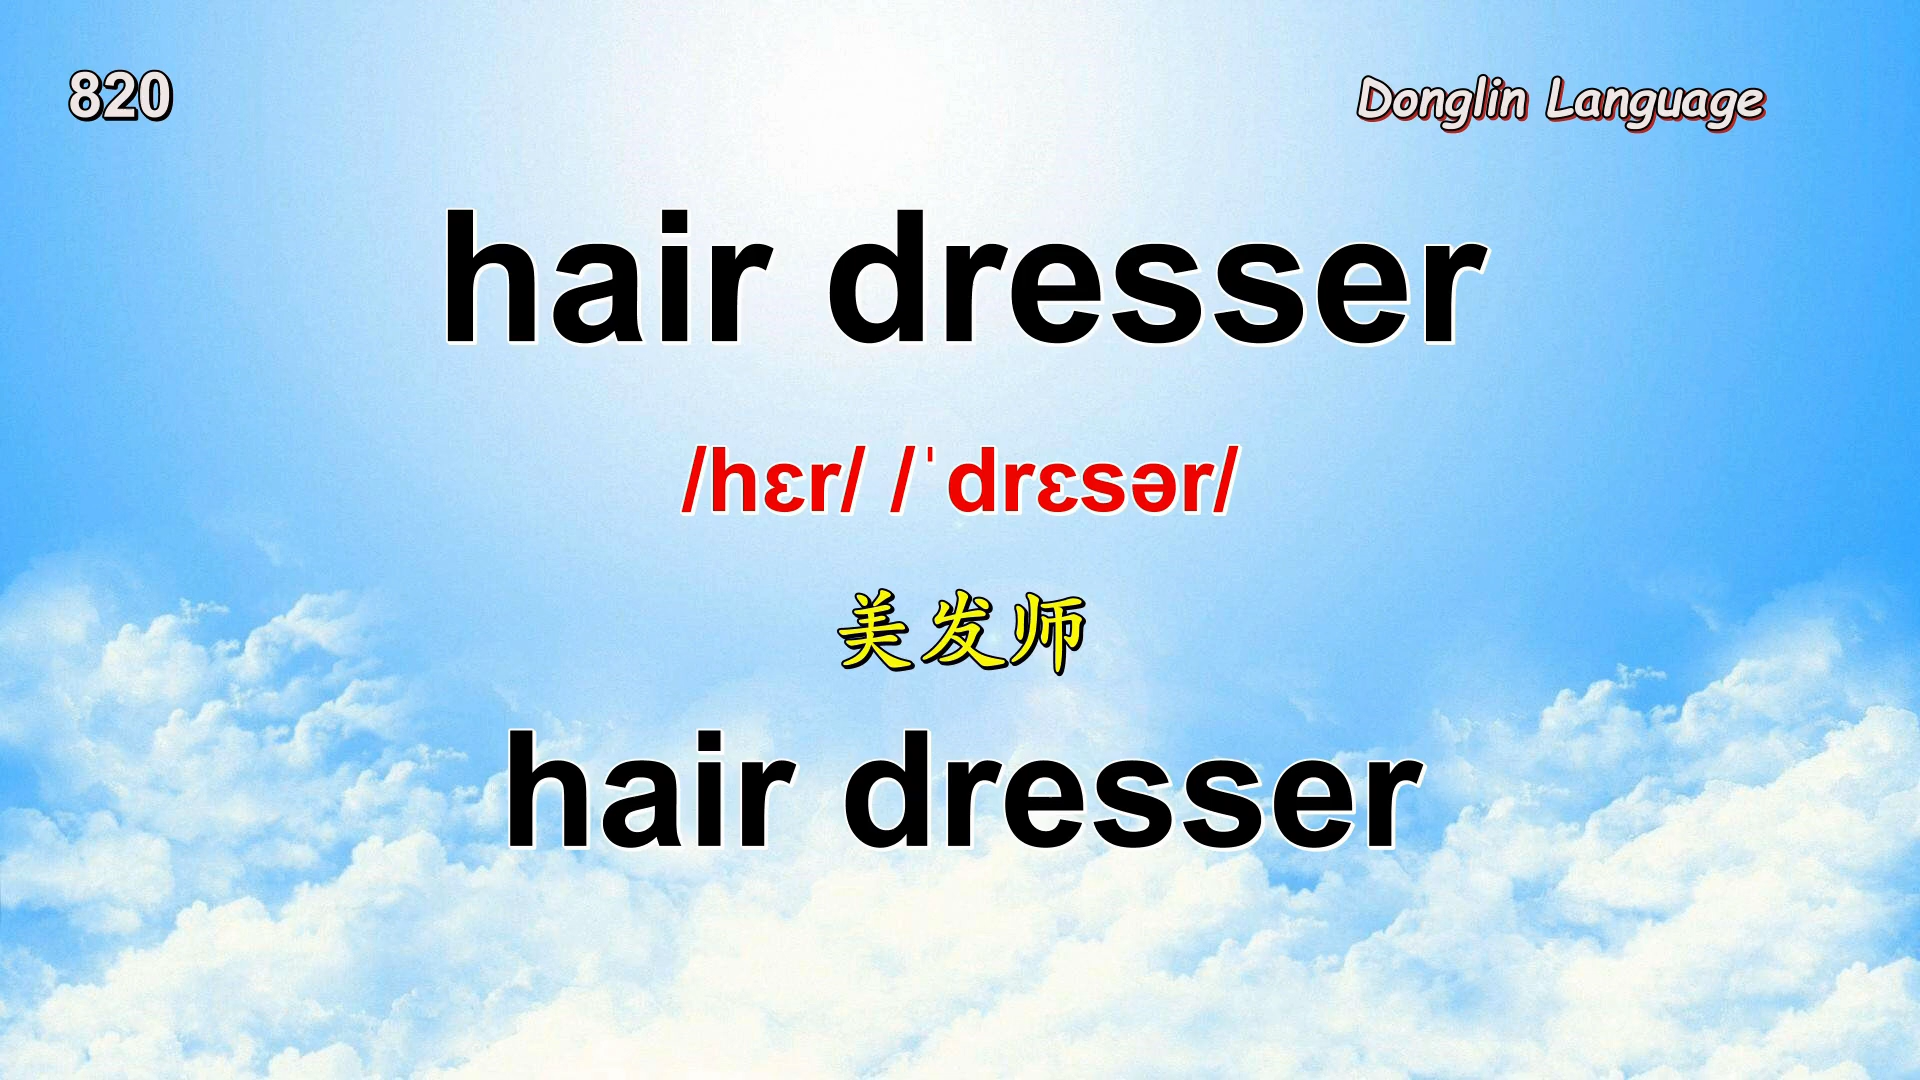 820
Donglin Language
hair dresser
/hɛr/ /ˈdrɛsər/
美发师
hair dresser